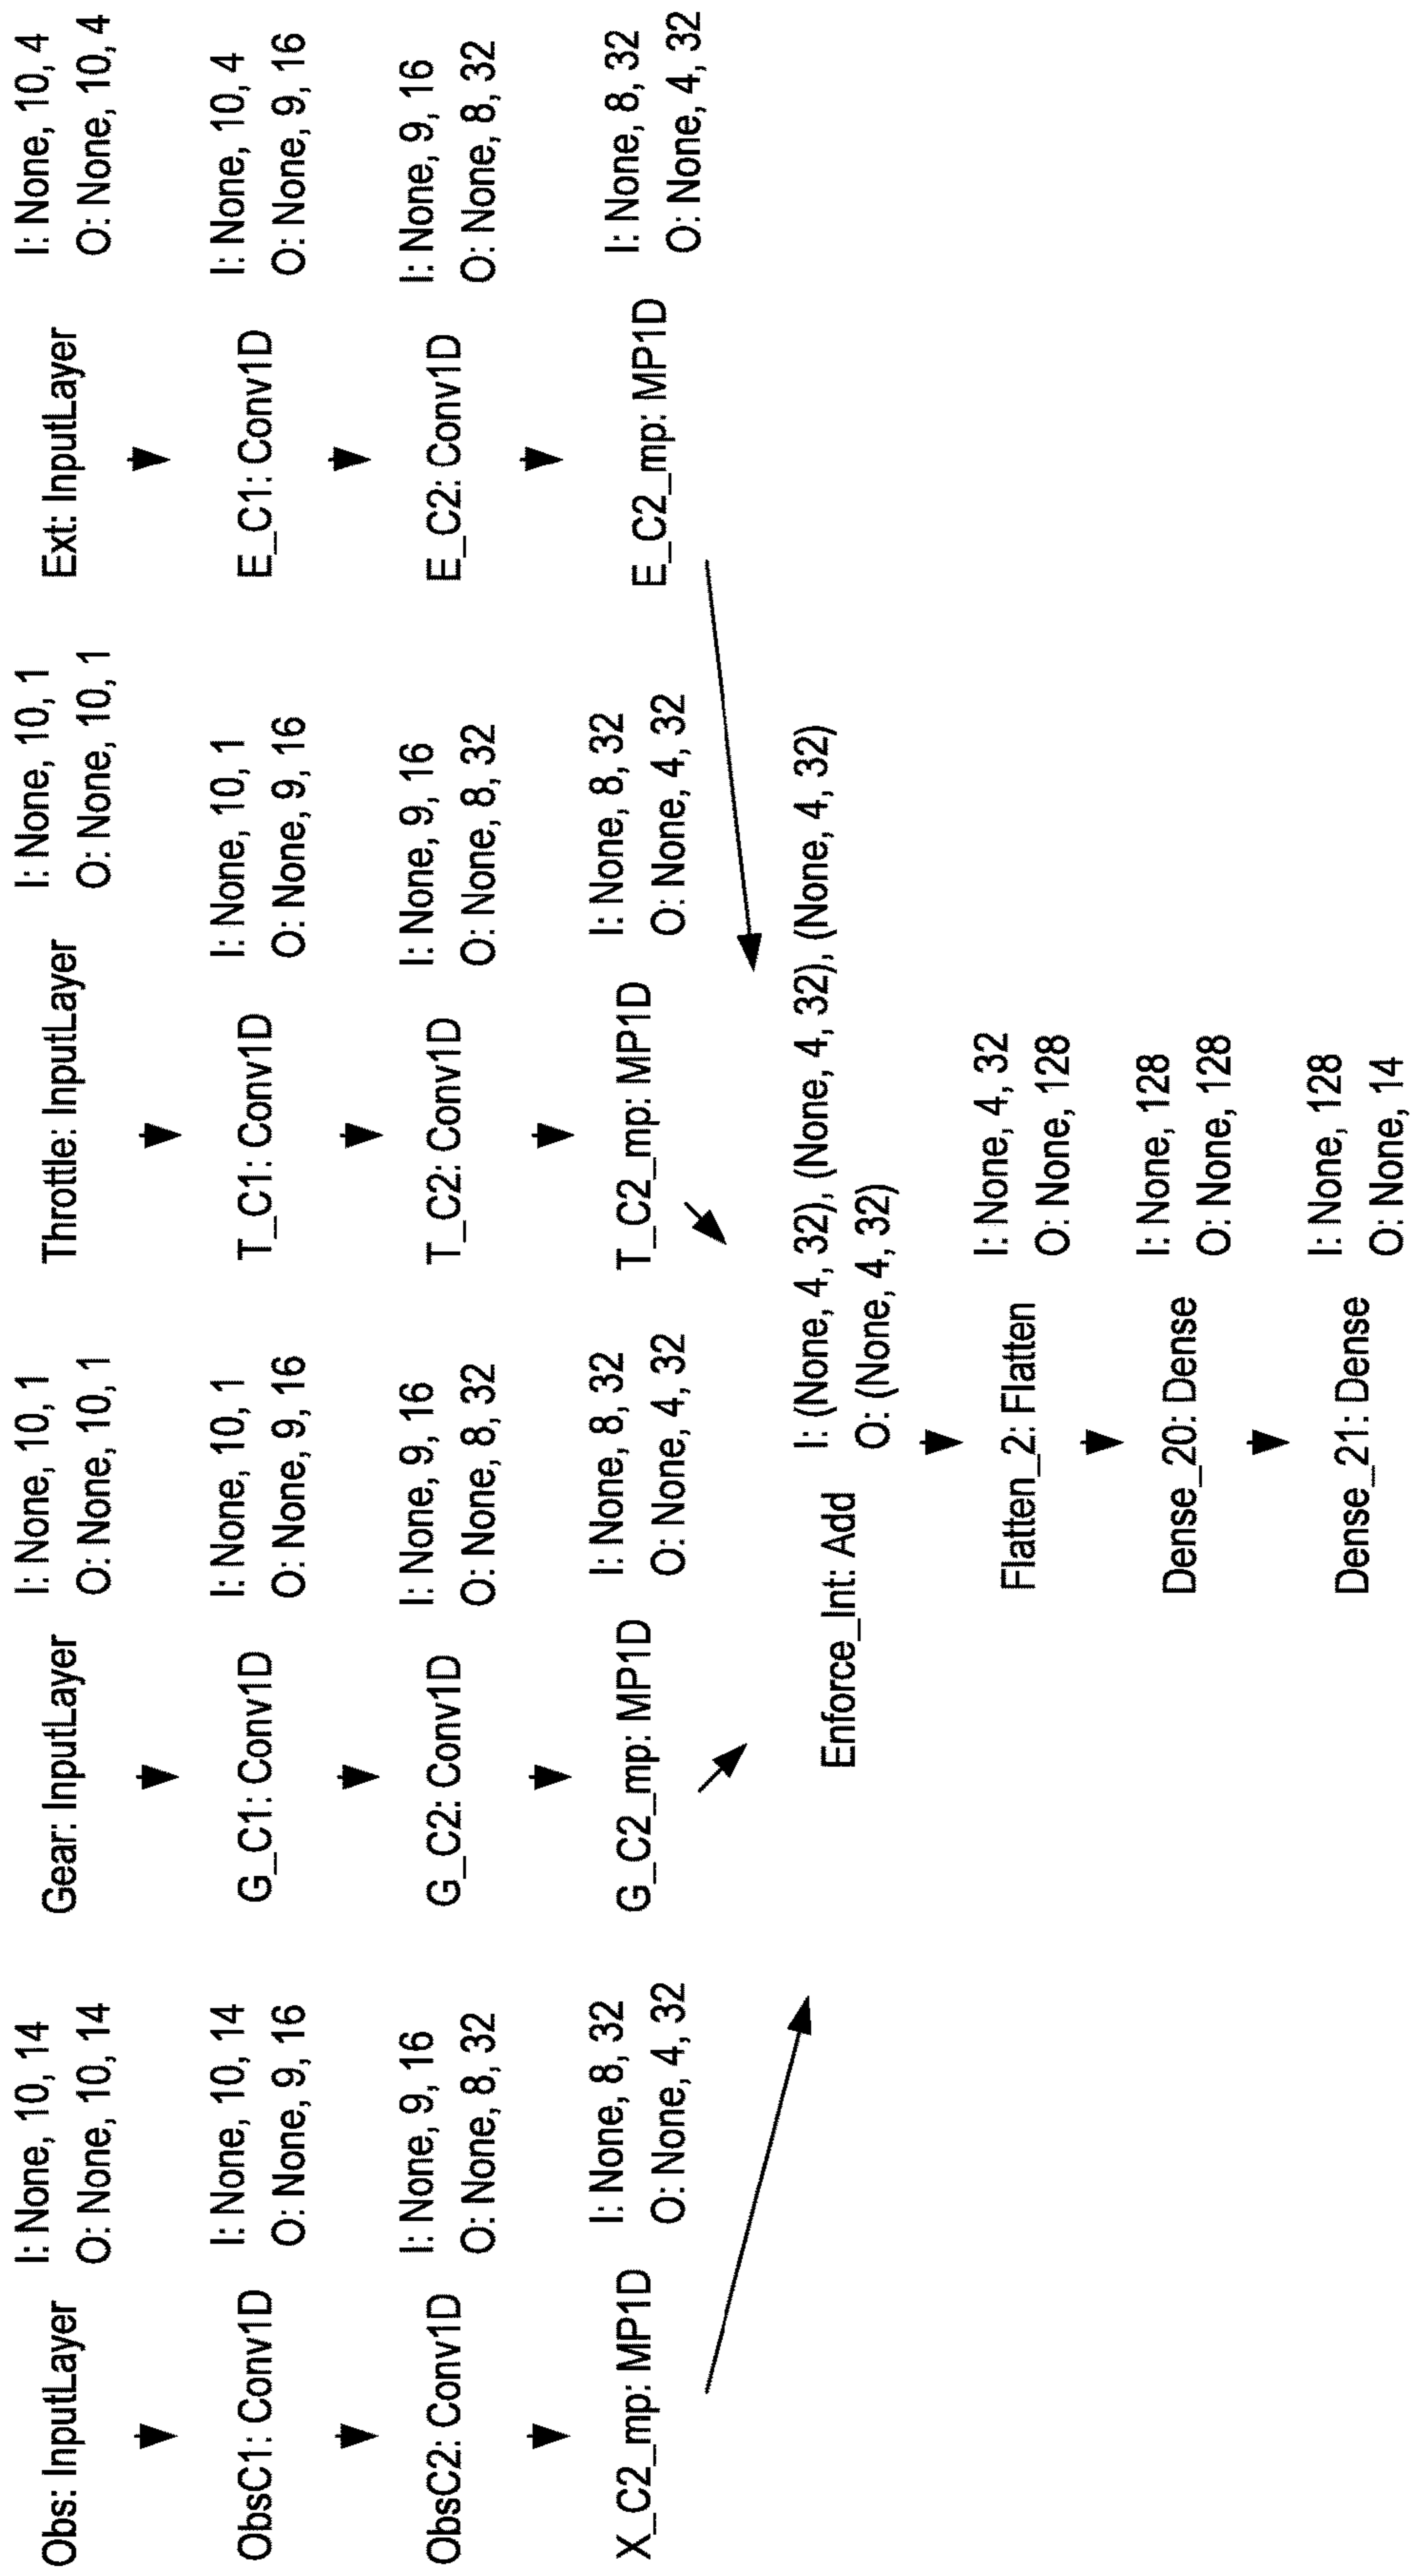 Obs: InputLayer
I: None, 10, 14
O: None, 10, 14
Gear: InputLayer
I: None, 10, 1
O: None, 10, 1
Throttle: InputLayer
I: None, 10, 1
O: None, 10, 1
Ext: InputLayer
I: None, 10, 4
O: None, 10, 4
ObsC1: Conv1D
I: None, 10, 14
O: None, 9, 16
G_C1: Conv1D
I: None, 10, 1
O: None, 9, 16
T_C1: Conv1D
I: None, 10, 1
O: None, 9, 16
E_C1: Conv1D
I: None, 10, 4
O: None, 9, 16
ObsC2: Conv1D
I: None, 9, 16
O: None, 8, 32
G_C2: Conv1D
I: None, 9, 16
O: None, 8, 32
T_C2: Conv1D
I: None, 9, 16
O: None, 8, 32
E_C2: Conv1D
I: None, 9, 16
O: None, 8, 32
X_C2_mp: MP1D
I: None, 8, 32
O: None, 4, 32
G_C2_mp: MP1D
I: None, 8, 32
O: None, 4, 32
T_C2_mp: MP1D
I: None, 8, 32
O: None, 4, 32
E_C2_mp: MP1D
I: None, 8, 32
O: None, 4, 32
Enforce_Int: Add
I: (None, 4, 32), (None, 4, 32), (None, 4, 32)
O: (None, 4, 32)
Flatten_2: Flatten
I: None, 4, 32
O: None, 128
Dense_20: Dense
I: None, 128
O: None, 128
Dense_21: Dense
I: None, 128
O: None, 14